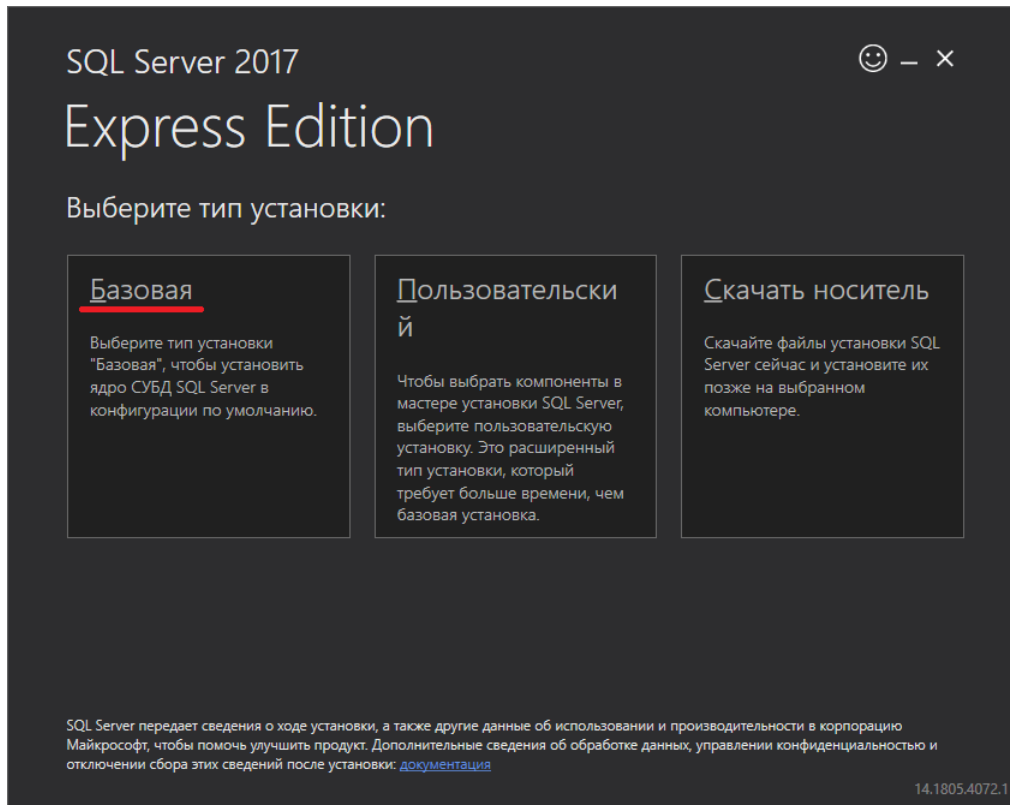 SQL Server 2017
Express Edition
Выберите тип установки:
Базовая
Выберите тип установки
"Базовая", чтобы установить
ядро СУБД SQL Server в
конфигурации по умолчанию.
Пользовательски
й
Чтобы выбрать компоненты в
мастере установки SQL Server,
выберите пользовательскую
установку. Это расширенный
тип установки, который
требует больше времени, чем
базовая установка.
Скачать носитель
Скачайте файлы установки SQL
Server сейчас и установите их
позже на выбранном
компьютере.
SQL Server передает сведения о ходе установки, а также другие данные об использовании и производительности в корпорацию
Майкрософт, чтобы помочь улучшить продукт. Дополнительные сведения об обработке данных, управлении конфиденциальностью и
отключении сбора этих сведений после установки: документация
14.1805.4072.1